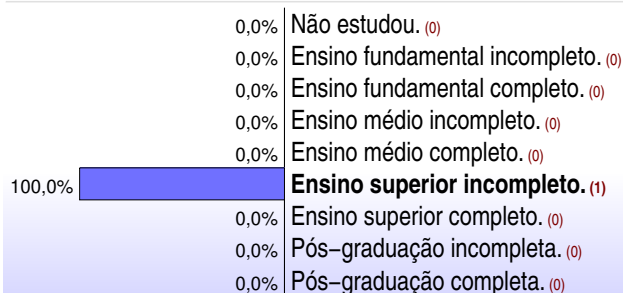 0,0% Não estudou. (0)
0,0% Ensino fundamental incompleto. (0)
0,0% Ensino fundamental completo. (0)
0,0% Ensino médio incompleto. (0)
0,0% Ensino médio completo. (0)
100,0% Ensino superior incompleto. (1)
0,0% Ensino superior completo. (0)
0,0% Pós−graduação incompleta. (0)
0,0% Pós−graduação completa. (0)